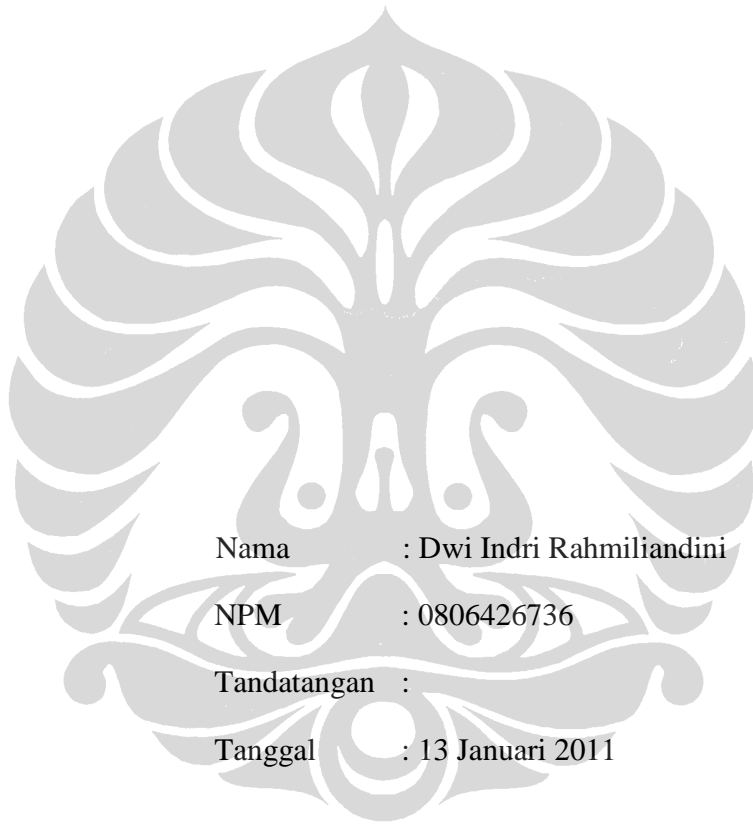 Nama : Dwi Indri Rahmiliandini
NPM : 0806426736
Tandatangan :
Tanggal : 13 Januari 2011